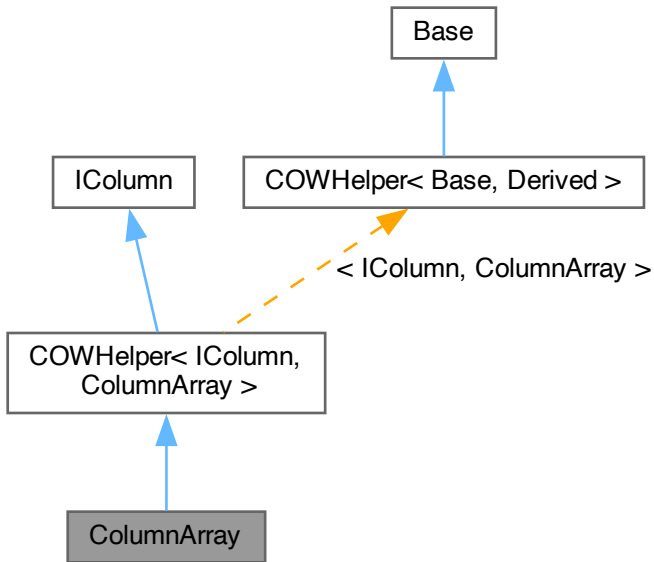 Base
IColumn
COWHelper< Base, Derived >
< IColumn, ColumnArray >
COWHelper< IColumn,
ColumnArray >
ColumnArray